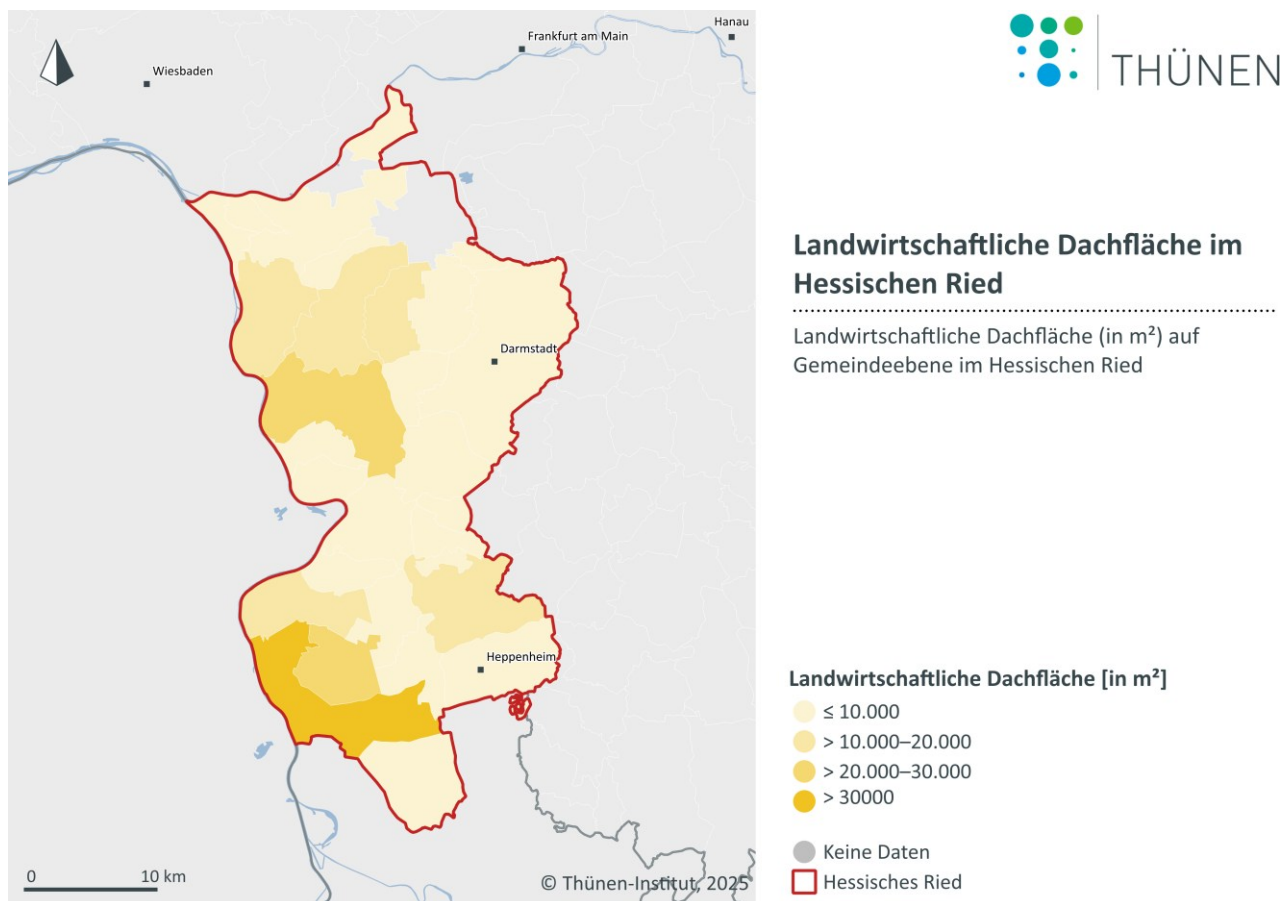 Hanau
Frankfurt am Main
Wiesbaden
THÜNEN
Landwirtschaftliche Dachfläche im
Hessischen Ried
Landwirtschaftliche Dachfläche (in m²) auf
Gemeindeebene im Hessischen Ried
Darmstadt
Heppenheim
Landwirtschaftliche Dachfläche [in m²]
≤ 10.000
> 10.000–20.000
> 20.000–30.000
> 30000
Keine Daten
Hessisches Ried
0 10 km
© Thünen-Institut, 2025